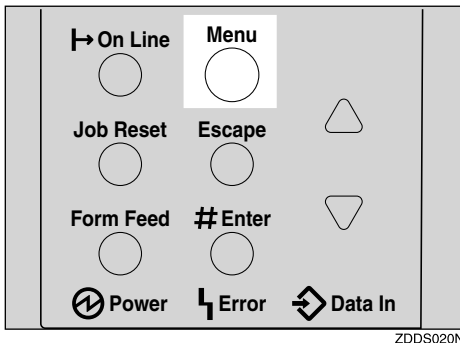 On Line Menu
Job Reset Escape
Form Feed # Enter
Power Error Data In
ZDDS020N